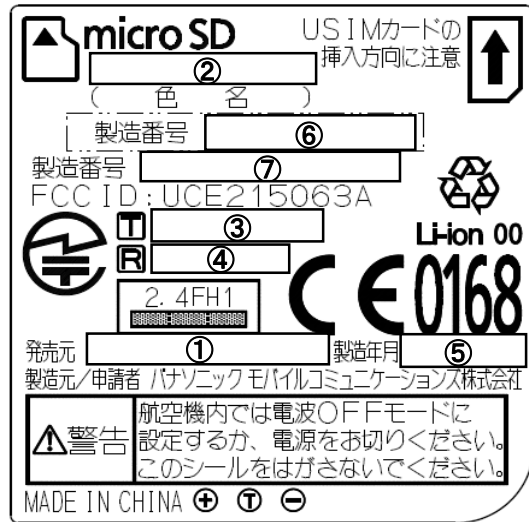 micro SD
USIMカードの
挿入方向に注意
②
( 色 名 )
製造番号 ⑥
製造番号 ⑦
FCC ID:UCE215063A
T ③
R ④
Li-ion 00
2.4FH1
CE0168
発売元 ① 製造年月 ⑤
製造元/申請者 パナソニック モバイルコミュニケーションズ株式会社
警告
航空機内では電波OFFモードに
設定するか、電源をお切りください。
このシールをはがさないでください。
MADE IN CHINA ⊕ Ⓣ ⊖